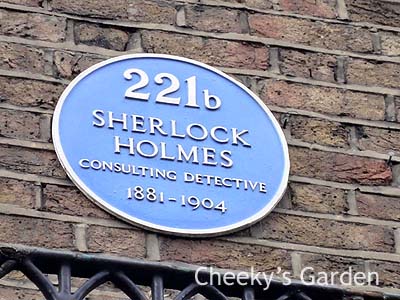 221b
SHERLOCK
HOLMES
CONSULTING DETECTIVE
1881-1904
Cheeky's Garden